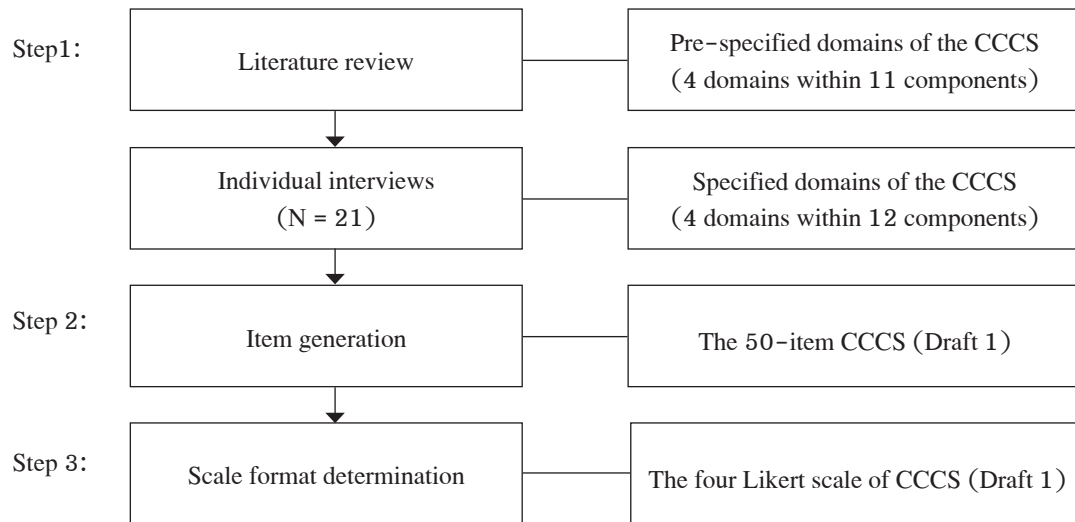 Step1:
Literature review
Pre-specified domains of the CCCS
(4 domains within 11 components)
Individual interviews
(N = 21)
Specified domains of the CCCS
(4 domains within 12 components)
Step 2:
Item generation
The 50-item CCCS (Draft 1)
Step 3:
Scale format determination
The four Likert scale of CCCS (Draft 1)